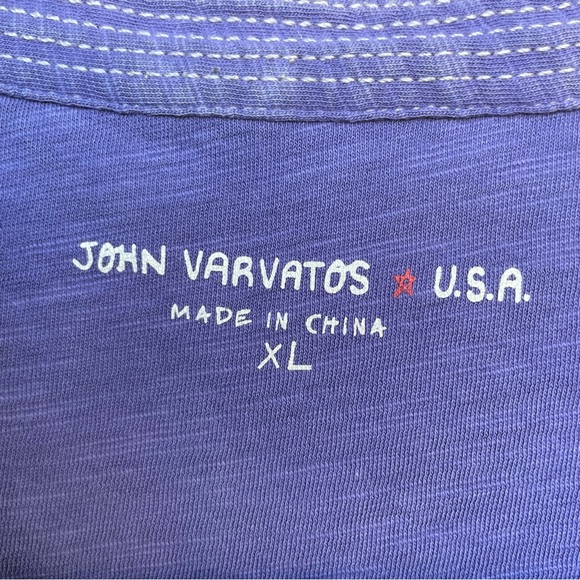 JOHN VARVATOS ☆ U.S.A.
MADE IN CHINA
XL